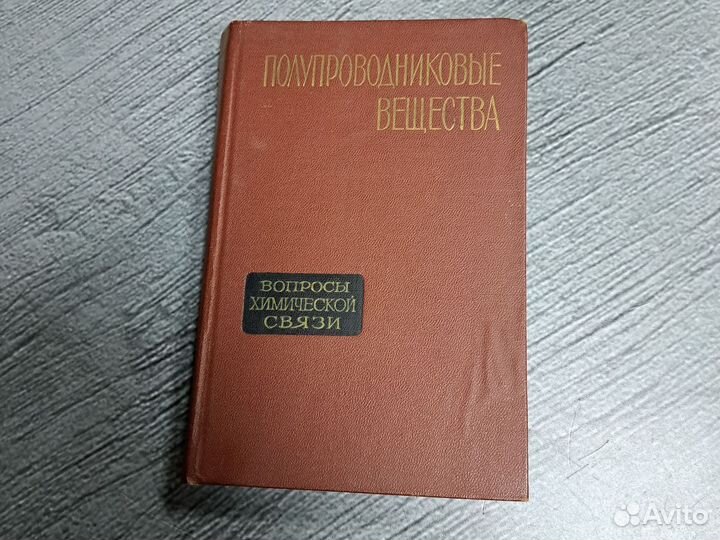 ПОЛУПРОВОДНИКОВЫЕ
ВЕЩЕСТВА
ВОПРОСЫ
ХИМИЧЕСКОЙ
СВЯЗИ
Avito